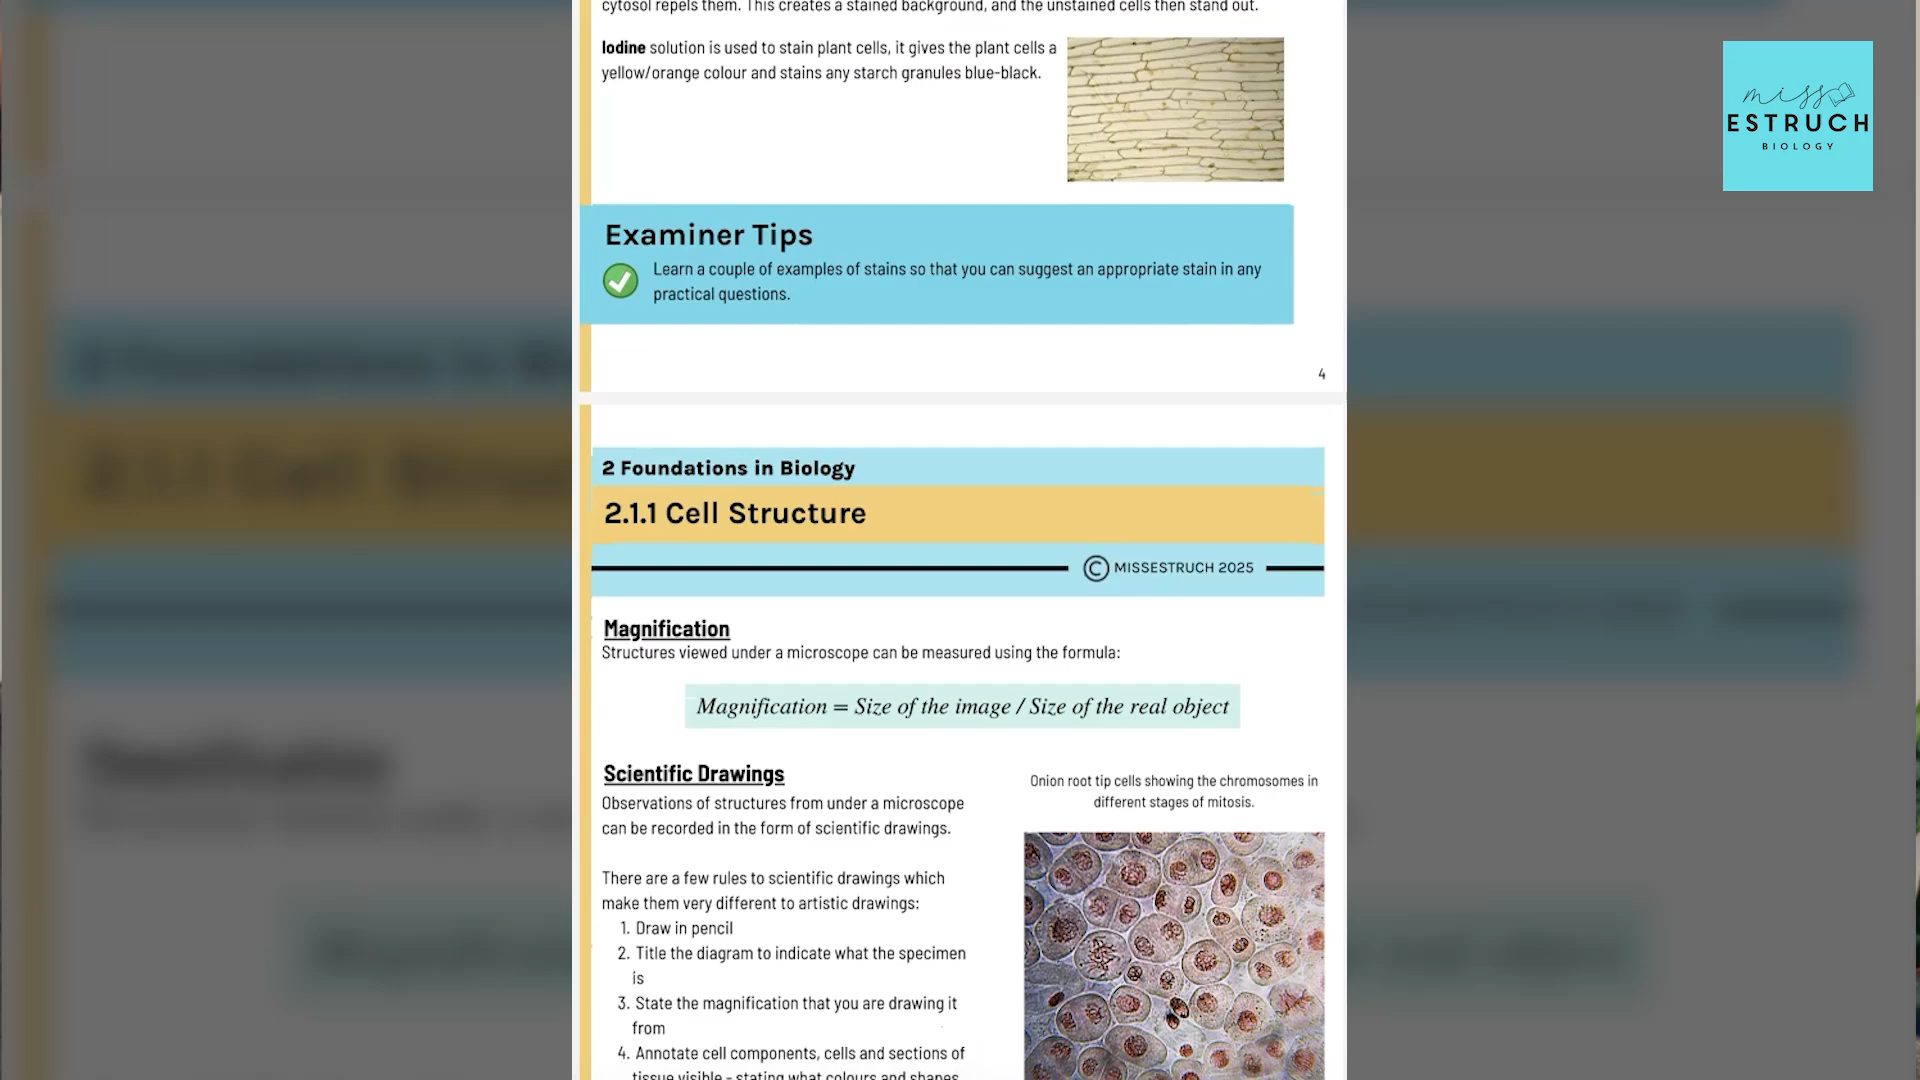 cytosol repels them. This creates a stained background, and the unstained cells then stand out.
Iodine solution is used to stain plant cells, it gives the plant cells a
yellow/orange colour and stains any starch granules blue-black.
Examiner Tips
Learn a couple of examples of stains so that you can suggest an appropriate stain in any
practical questions.
4
2 Foundations in Biology
2.1.1 Cell Structure
© MISSESTRUCH 2025
Magnification
Structures viewed under a microscope can be measured using the formula:
Magnification = Size of the image / Size of the real object
Scientific Drawings
Observations of structures from under a microscope
can be recorded in the form of scientific drawings.
There are a few rules to scientific drawings which
make them very different to artistic drawings:
1. Draw in pencil
2. Title the diagram to indicate what the specimen
is
3. State the magnification that you are drawing it
from
4. Annotate cell components, cells and sections of
tissue visible - stating what colours and shapes
Onion root tip cells showing the chromosomes in
different stages of mitosis.
miss
ESTRUCH
BIOLOGY